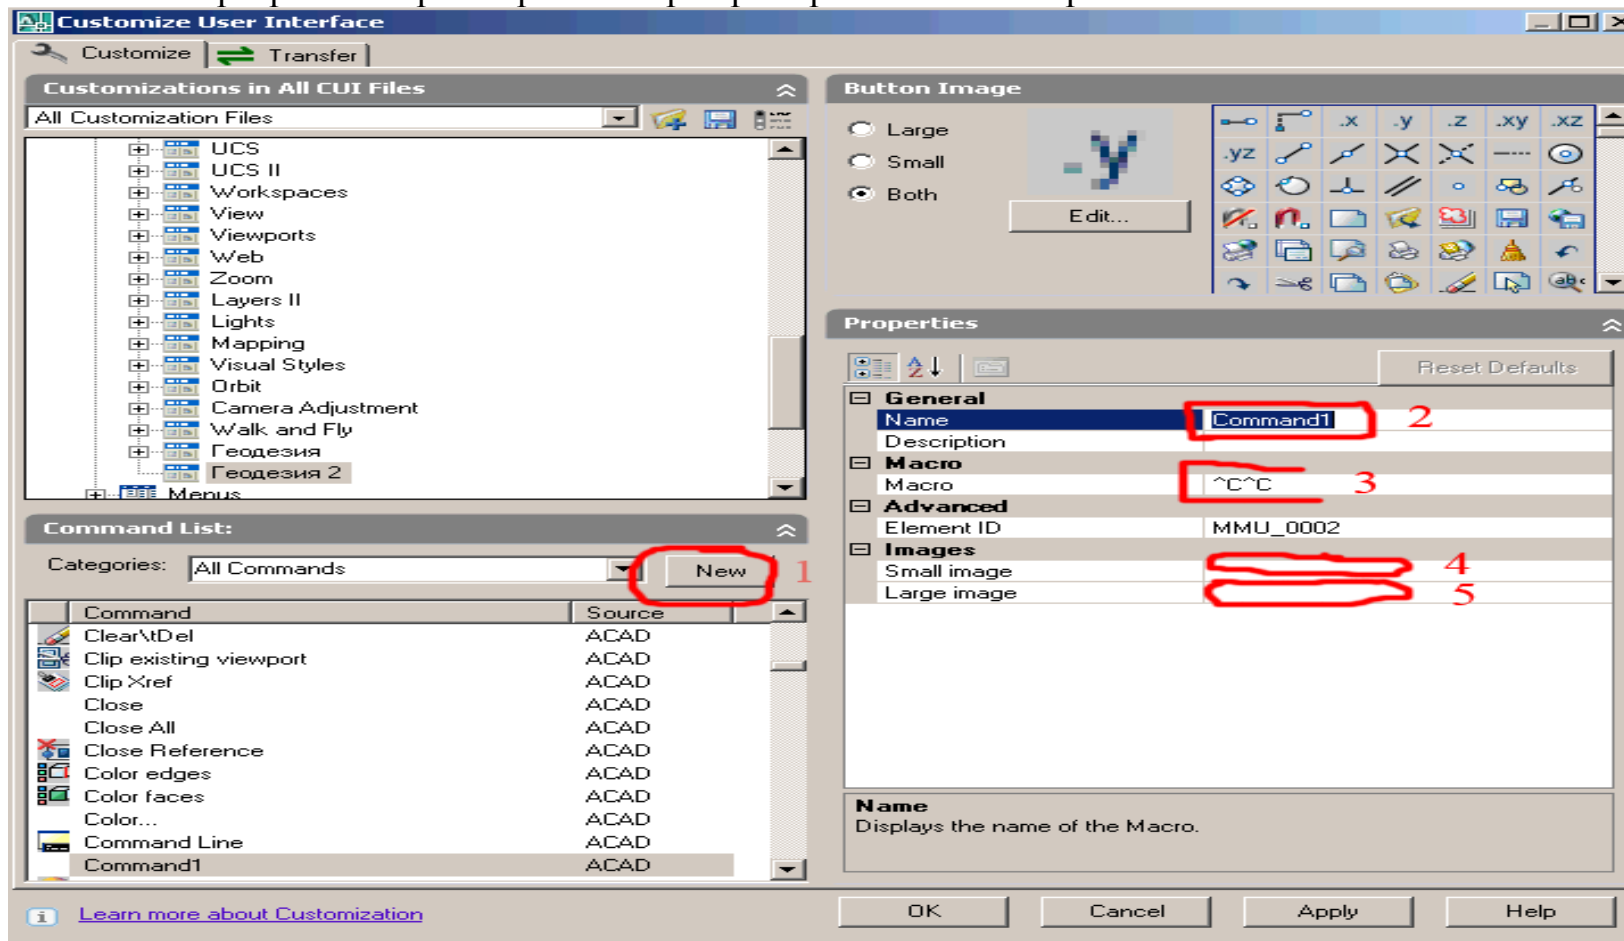 Customize User Interface
Customize
Transfer
Customizations in All CUI Files
All Customization Files
UCS
UCS II
Workspaces
View
Viewports
Web
Zoom
Layers II
Lights
Mapping
Visual Styles
Orbit
Camera Adjustment
Walk and Fly
Геодезия
Геодезия 2
Menus
Command List:
Categories:
All Commands
New
1
Command
Source
Clear\tDel ACAD
Clip existing viewport ACAD
Clip Xref ACAD
Close ACAD
Close All ACAD
Close Reference ACAD
Color edges ACAD
Color faces ACAD
Color... ACAD
Command Line ACAD
Command1 ACAD
Button Image
Large
Small
Both
.y
Edit...
.x .y .z .xy .xz
.yz
Properties
Reset Defaults
General
Name Command1 2
Description
Macro
Macro ^C^C 3
Advanced
Element ID MMU_0002
Images
Small image 4
Large image 5
Name
Displays the name of the Macro.
Learn more about Customization
OK
Cancel
Apply
Help